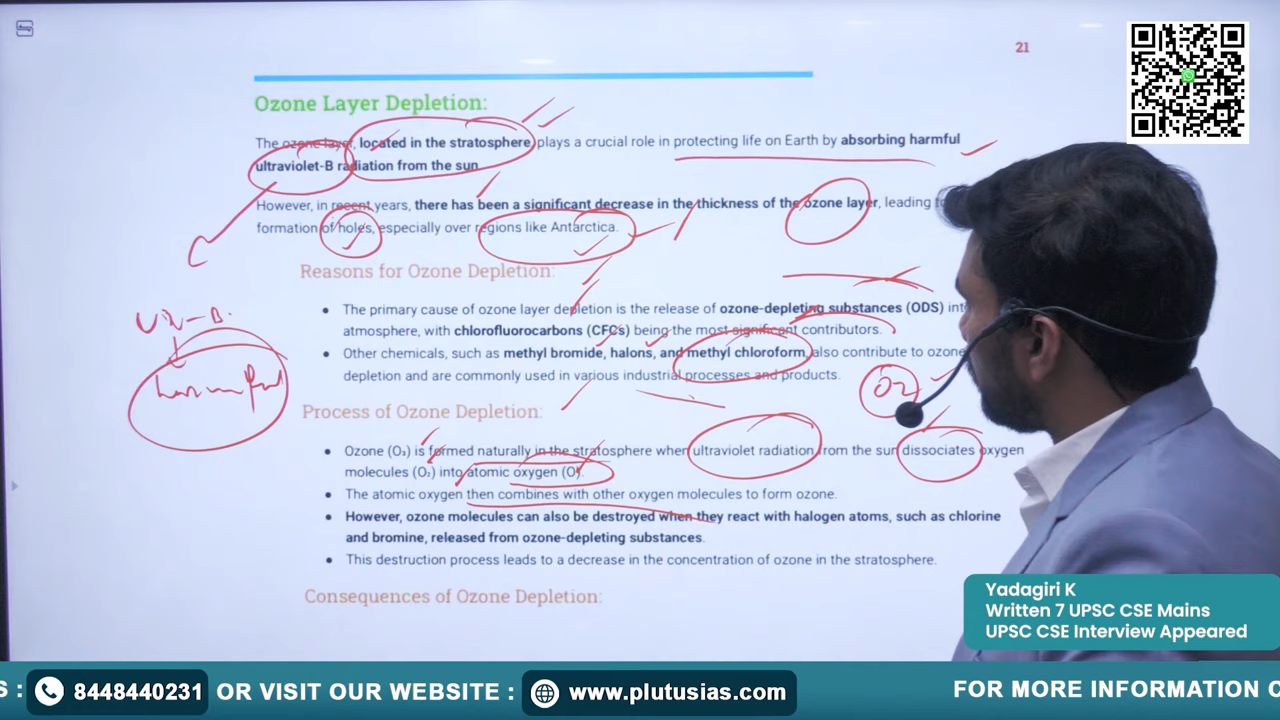 21
Ozone Layer Depletion:
The ozone layer, located in the stratosphere, plays a crucial role in protecting life on Earth by absorbing harmful
ultraviolet-B radiation from the sun.
However, in recent years, there has been a significant decrease in the thickness of the ozone layer, leading to
formation of holes, especially over regions like Antarctica.
Reasons for Ozone Depletion:
• The primary cause of ozone layer depletion is the release of ozone-depleting substances (ODS) into
atmosphere, with chlorofluorocarbons (CFCs) being the most significant contributors.
• Other chemicals, such as methyl bromide, halons, and methyl chloroform, also contribute to ozone
depletion and are commonly used in various industrial processes and products.
UV-B
O2
Process of Ozone Depletion:
• Ozone (O₃) is formed naturally in the stratosphere when ultraviolet radiation from the sun dissociates oxygen
molecules (O₂) into atomic oxygen (O).
• The atomic oxygen then combines with other oxygen molecules to form ozone.
• However, ozone molecules can also be destroyed when they react with halogen atoms, such as chlorine
and bromine, released from ozone-depleting substances.
• This destruction process leads to a decrease in the concentration of ozone in the stratosphere.
Consequences of Ozone Depletion:
Yadagiri K
Written 7 UPSC CSE Mains
UPSC CSE Interview Appeared
S : 8448440231 OR VISIT OUR WEBSITE : www.plutusias.com FOR MORE INFORMATION C